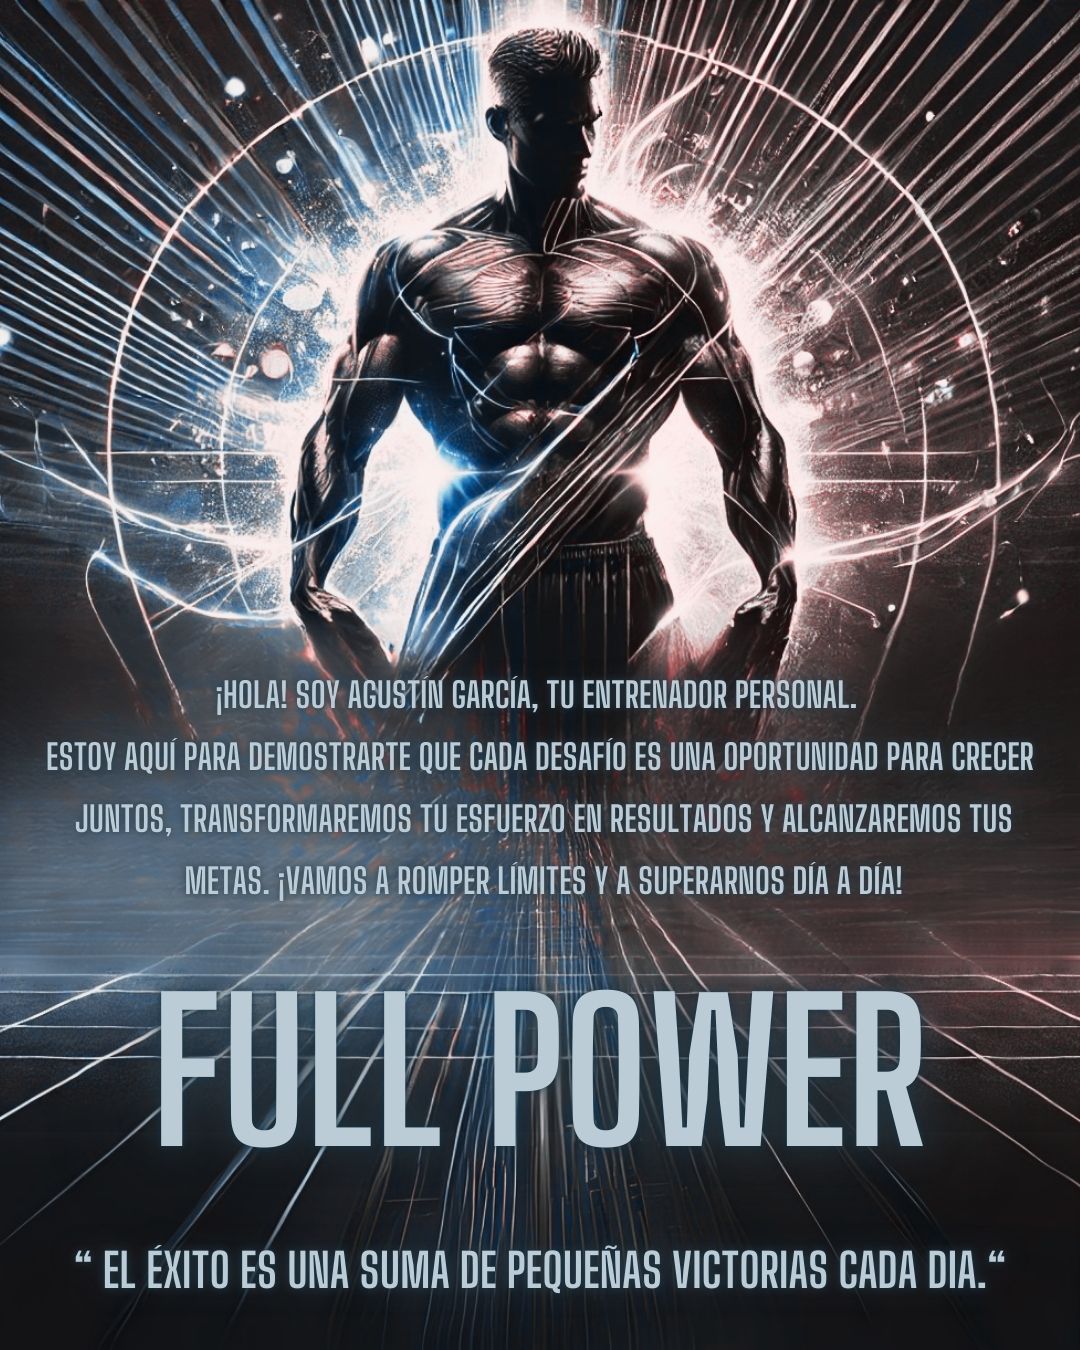 ¡HOLA! SOY AGUSTÍN GARCÍA, TU ENTRENADOR PERSONAL.
ESTOY AQUÍ PARA DEMOSTRARTE QUE CADA DESAFÍO ES UNA OPORTUNIDAD PARA CRECER
JUNTOS, TRANSFORMAREMOS TU ESFUERZO EN RESULTADOS Y ALCANZAREMOS TUS
METAS. ¡VAMOS A ROMPER LÍMITES Y A SUPERARNOS DÍA A DÍA!
FULL POWER
“ EL ÉXITO ES UNA SUMA DE PEQUEÑAS VICTORIAS CADA DIA.“